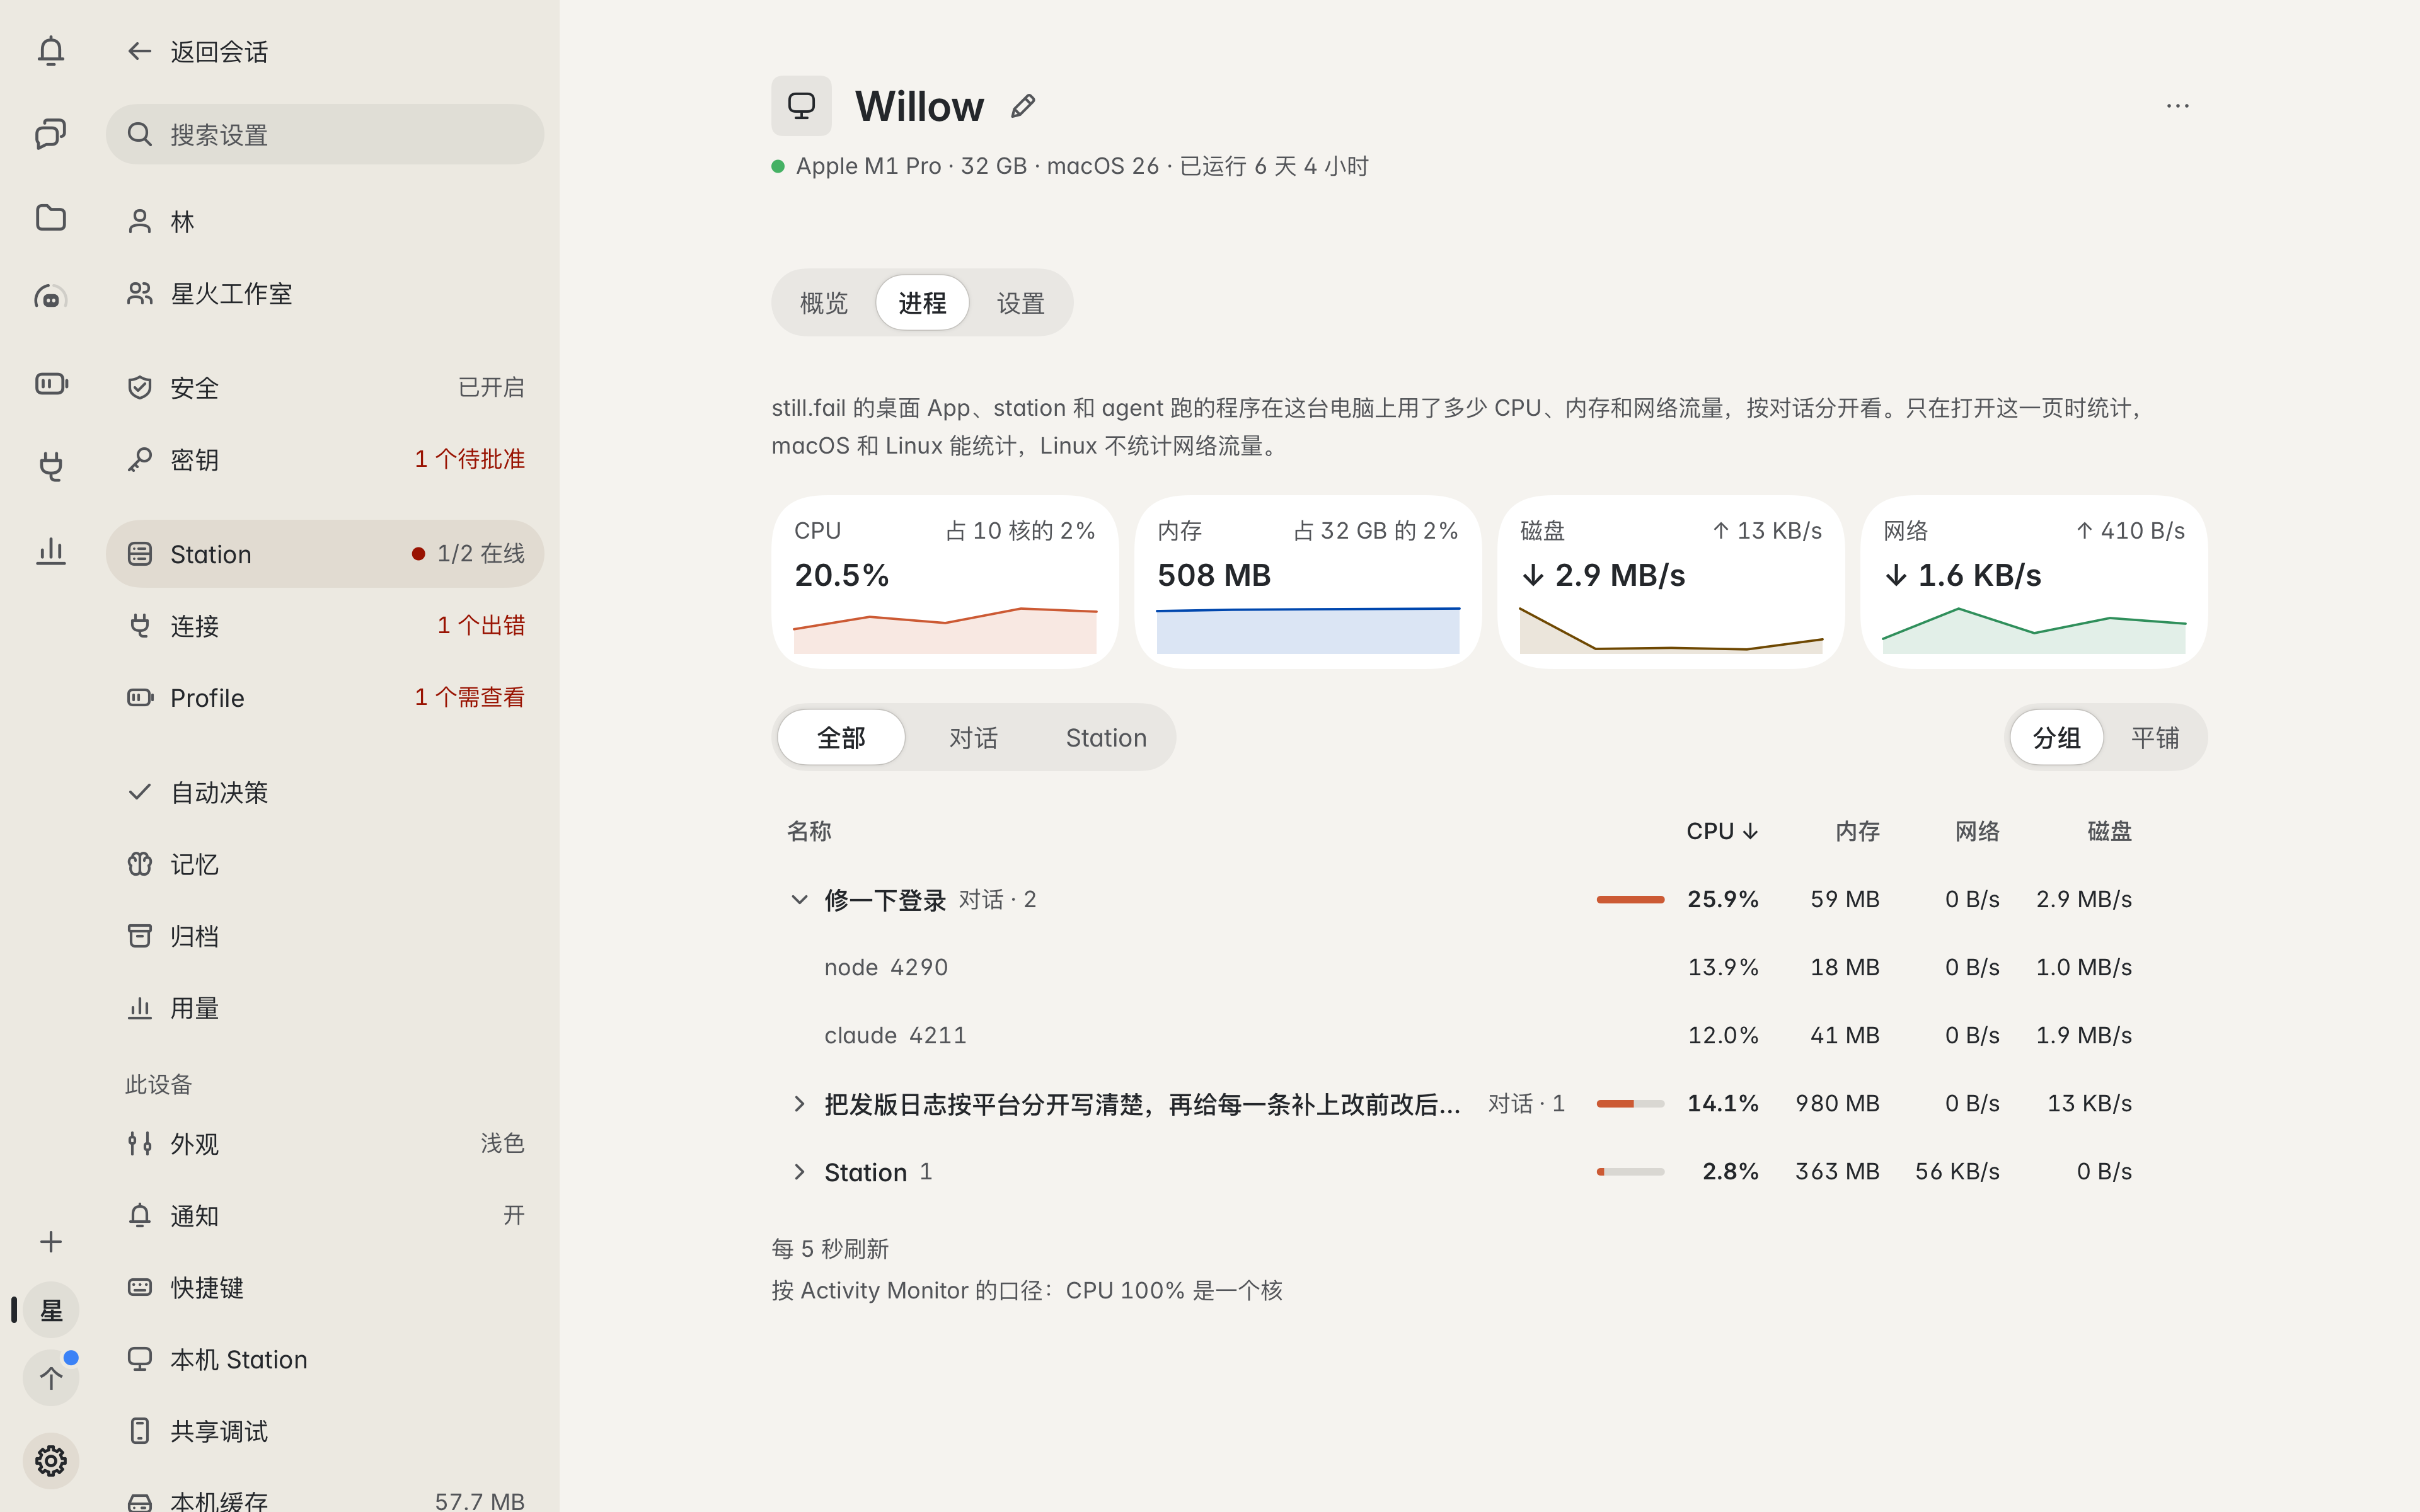 返回会话
搜索设置
林
星火工作室
安全 已开启
密钥 1 个待批准
Station 1/2 在线
连接 1 个出错
Profile 1 个需查看
自动决策
记忆
归档
用量
此设备
外观 浅色
通知 开
快捷键
本机 Station
共享调试
本机缓存 57.7 MB
星
个
Willow
Apple M1 Pro · 32 GB · macOS 26 · 已运行 6 天 4 小时
概览 进程 设置
still.fail 的桌面 App、station 和 agent 跑的程序在这台电脑上用了多少 CPU、内存和网络流量，按对话分开看。只在打开这一页时统计，
macOS 和 Linux 能统计，Linux 不统计网络流量。
CPU 占 10 核的 2%
20.5%
内存 占 32 GB 的 2%
508 MB
磁盘 ↑ 13 KB/s
↓ 2.9 MB/s
网络 ↑ 410 B/s
↓ 1.6 KB/s
全部 对话 Station
分组 平铺
名称 CPU ↓ 内存 网络 磁盘
修一下登录 对话 · 2 25.9% 59 MB 0 B/s 2.9 MB/s
node 4290 13.9% 18 MB 0 B/s 1.0 MB/s
claude 4211 12.0% 41 MB 0 B/s 1.9 MB/s
把发版日志按平台分开写清楚，再给每一条补上改前改后... 对话 · 1 14.1% 980 MB 0 B/s 13 KB/s
Station 1 2.8% 363 MB 56 KB/s 0 B/s
每 5 秒刷新
按 Activity Monitor 的口径：CPU 100% 是一个核